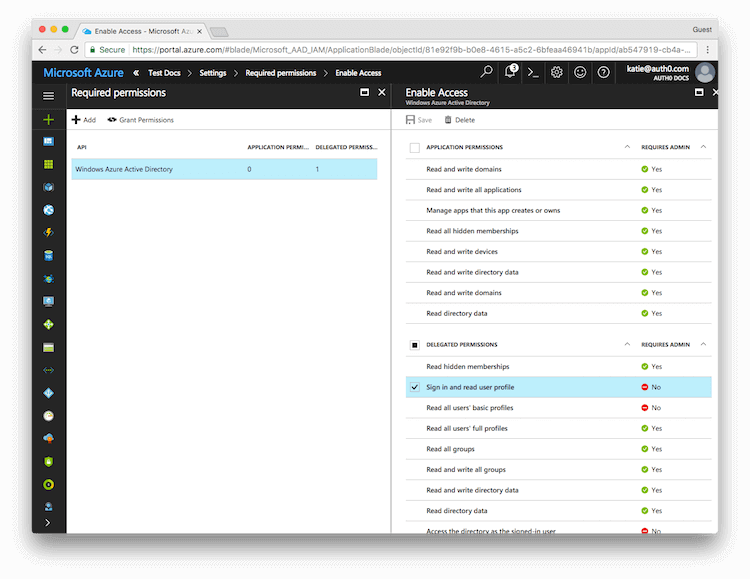 Enable Access - Microsoft Az
Guest
Secure https://portal.azure.com/#blade/Microsoft_AAD_IAM/ApplicationBlade/objectId/81e92f9b-b0e8-4615-a5c2-6bfeaa46941b/appId/ab547919-cb4a-...
Microsoft Azure « Test Docs > Settings > Required permissions > Enable Access
3
katie@auth0.com
AUTH0 DOCS
Required permissions
Add Grant Permissions
API APPLICATION PERMI... DELEGATED PERMISS...
Windows Azure Active Directory 0 1
Enable Access
Windows Azure Active Directory
Save Delete
APPLICATION PERMISSIONS REQUIRES ADMIN
Read and write domains Yes
Read and write all applications Yes
Manage apps that this app creates or owns Yes
Read all hidden memberships Yes
Read and write devices Yes
Read and write directory data Yes
Read and write domains Yes
Read directory data Yes
DELEGATED PERMISSIONS REQUIRES ADMIN
Read hidden memberships Yes
Sign in and read user profile No
Read all users' basic profiles No
Read all users' full profiles Yes
Read all groups Yes
Read and write all groups Yes
Read and write directory data Yes
Read directory data Yes
Access the directory as the signed-in user No